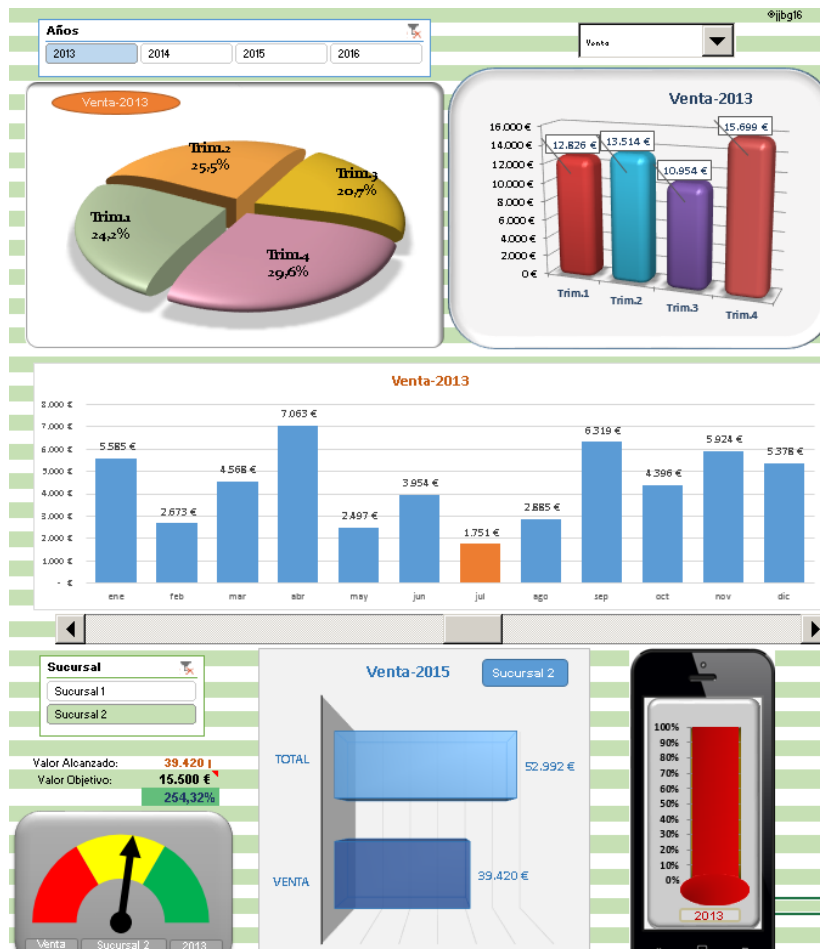 ®jjbg16
Años
2013 2014 2015 2016
Venta
Venta-2013
Trim.2
25,5%
Trim.3
20,7%
Trim.1
24,2%
Trim.4
29,6%
Venta-2013
16.000 €
14.000 €
12.000 €
10.000 €
8.000 €
6.000 €
4.000 €
2.000 €
0 €
12.826 €
13.514 €
10.954 €
15.699 €
Trim.1
Trim.2
Trim.3
Trim.4
Venta-2013
8.000 €
7.000 €
6.000 €
5.000 €
4.000 €
3.000 €
2.000 €
1.000 €
- €
5.585 €
2.673 €
4.568 €
7.063 €
2.497 €
3.954 €
1.751 €
2.885 €
6.319 €
4.396 €
5.924 €
5.378 €
ene feb mar abr may jun jul ago sep oct nov dic
Sucursal
Sucursal 1
Sucursal 2
Valor Alcanzado: 39.420
Valor Objetivo: 15.500 €
254,32%
Venta Sucursal 2 2013
Venta-2015
Sucursal 2
TOTAL
52.992 €
VENTA
39.420 €
100%
90%
80%
70%
60%
50%
40%
30%
20%
10%
0%
2013